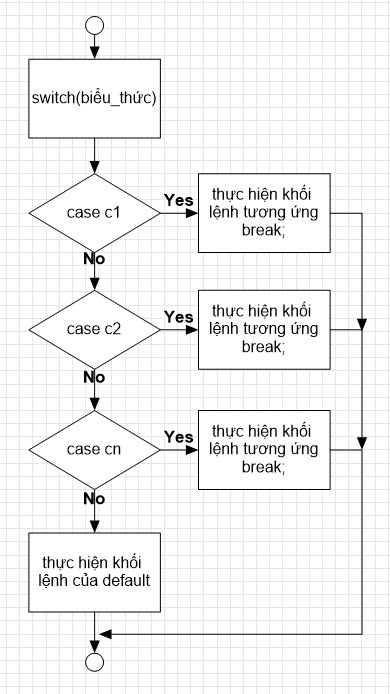 switch(biểu_thức)
case c1
Yes
thực hiện khối
lệnh tương ứng
break;
No
case c2
Yes
thực hiện khối
lệnh tương ứng
break;
No
case cn
Yes
thực hiện khối
lệnh tương ứng
break;
No
thực hiện khối
lệnh của default